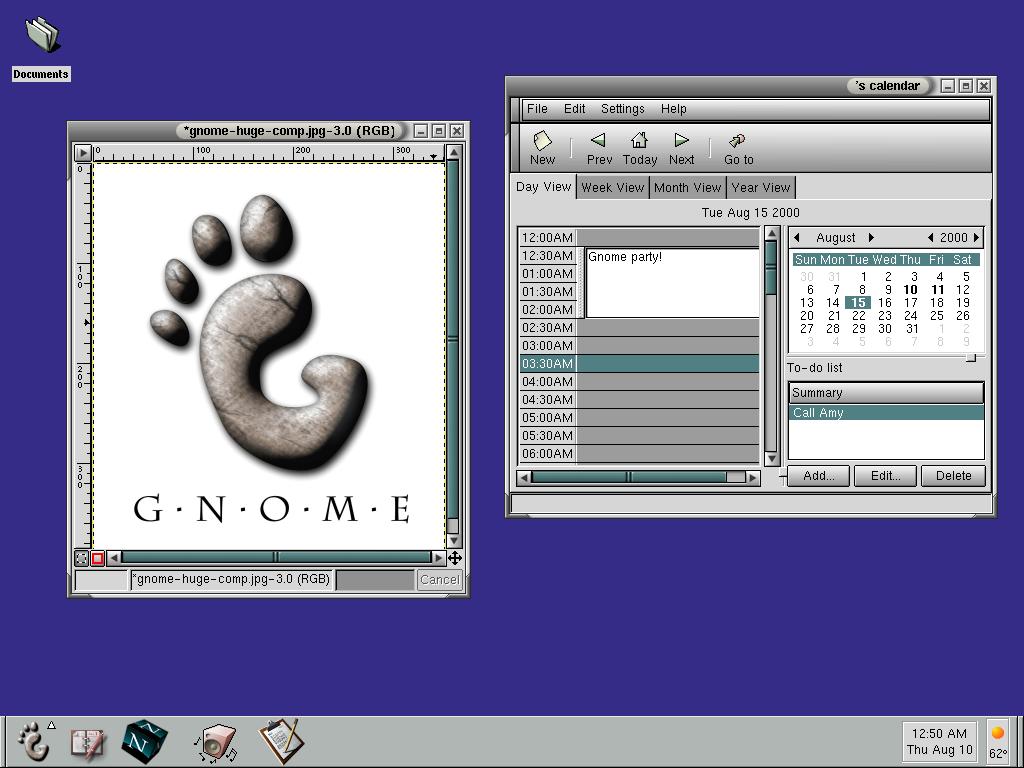 Documents
*gnome-huge-comp.jpg-3.0 (RGB)
0 100 200 300
0
100
200
300
G·N·O·M·E
*gnome-huge-comp.jpg-3.0 (RGB) Cancel
's calendar
File Edit Settings Help
New Prev Today Next Go to
Day View Week View Month View Year View
Tue Aug 15 2000
12:00AM
12:30AM Gnome party!
01:00AM
01:30AM
02:00AM
02:30AM
03:00AM
03:30AM
04:00AM
04:30AM
05:00AM
05:30AM
06:00AM
August 2000
Sun Mon Tue Wed Thu Fri Sat
30 31 1 2 3 4 5
6 7 8 9 10 11 12
13 14 15 16 17 18 19
20 21 22 23 24 25 26
27 28 29 30 31 1 2
3 4 5 6 7 8 9
To-do list
Summary
Call Amy
Add... Edit... Delete
N
12:50 AM
Thu Aug 10
62°